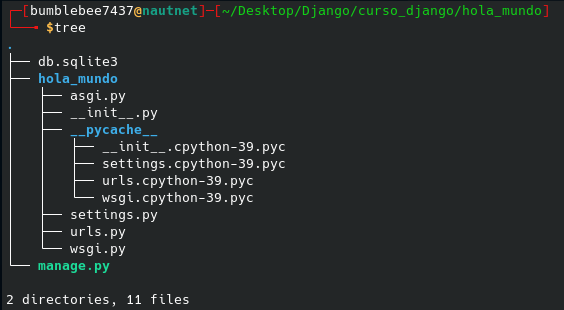 ┌─[bumblebee7437@nautnet]─[~/Desktop/Django/curso_django/hola_mundo]
└──╼ $tree
.
├── db.sqlite3
├── hola_mundo
│   ├── asgi.py
│   ├── __init__.py
│   ├── __pycache__
│   │   ├── __init__.cpython-39.pyc
│   │   ├── settings.cpython-39.pyc
│   │   ├── urls.cpython-39.pyc
│   │   └── wsgi.cpython-39.pyc
│   ├── settings.py
│   ├── urls.py
│   └── wsgi.py
└── manage.py
2 directories, 11 files